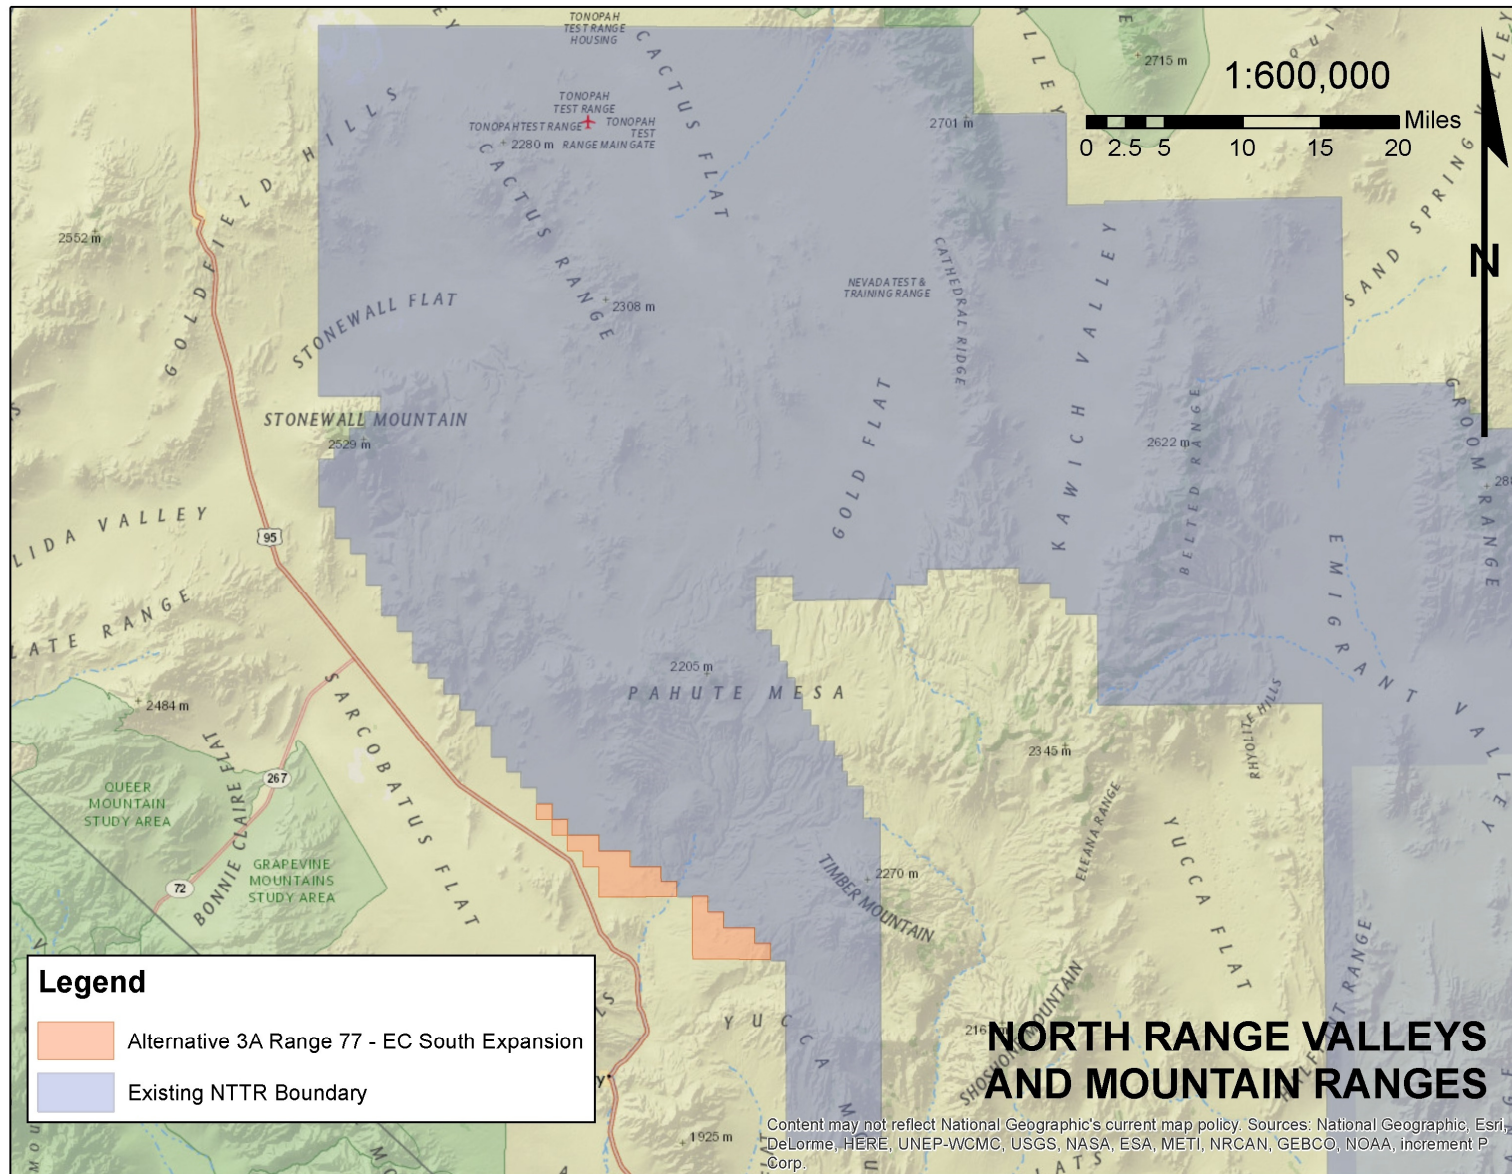 TONOPAH
TEST RANGE
HOUSING
CACTUS FLAT
VALLEY
2715 m
1:600,000
Miles
0 2.5 5 10 15 20
TONOPAH
TEST RANGE
TONOPAH TEST RANGE
TONOPAH
TEST
RANGE MAIN GATE
2280 m
2701 m
GOLDFIELD HILLS
CACTUS RANGE
SAND SPRING VALLEY
N
2552 m
NEVADA TEST &
TRAINING RANGE
CATHEDRAL RIDGE
KAWICH VALLEY
STONEWALL FLAT
2308 m
STONEWALL MOUNTAIN
2529 m
GOLD FLAT
2622 m
BELTED RANGE
GROOM RANGE
LIDA VALLEY
95
EMIGRANT VALLEY
LATE RANGE
2205 m
PAHUTE MESA
2484 m
SARCOBATUS FLAT
RHYOLITE HILLS
2345 m
BONNIE CLAIRE FLAT
267
QUEER
MOUNTAIN
STUDY AREA
ELEANA RANGE
YUCCA FLAT
GRAPEVINE
MOUNTAINS
STUDY AREA
72
TIMBER MOUNTAIN
2270 m
Legend
Alternative 3A Range 77 - EC South Expansion
Existing NTTR Boundary
YUCCA M
SHOSHONE MOUNTAIN
NORTH RANGE VALLEYS
AND MOUNTAIN RANGES
1925 m
Content may not reflect National Geographic's current map policy. Sources: National Geographic, Esri,
DeLorme, HERE, UNEP-WCMC, USGS, NASA, ESA, METI, NRCAN, GEBCO, NOAA, increment P
Corp.